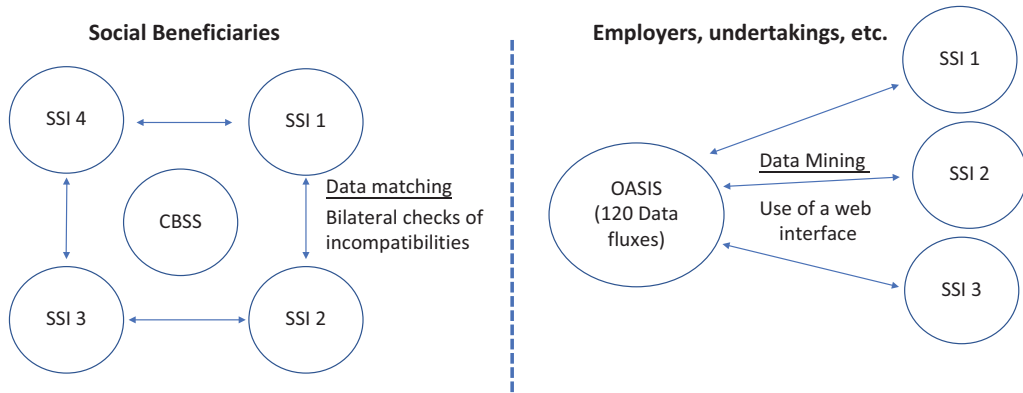 Social Beneficiaries
SSI 4
SSI 1
CBSS
Data matching
Bilateral checks of
incompatibilities
SSI 3
SSI 2
Employers, undertakings, etc.
SSI 1
OASIS
(120 Data
fluxes)
Data Mining
Use of a web
interface
SSI 2
SSI 3